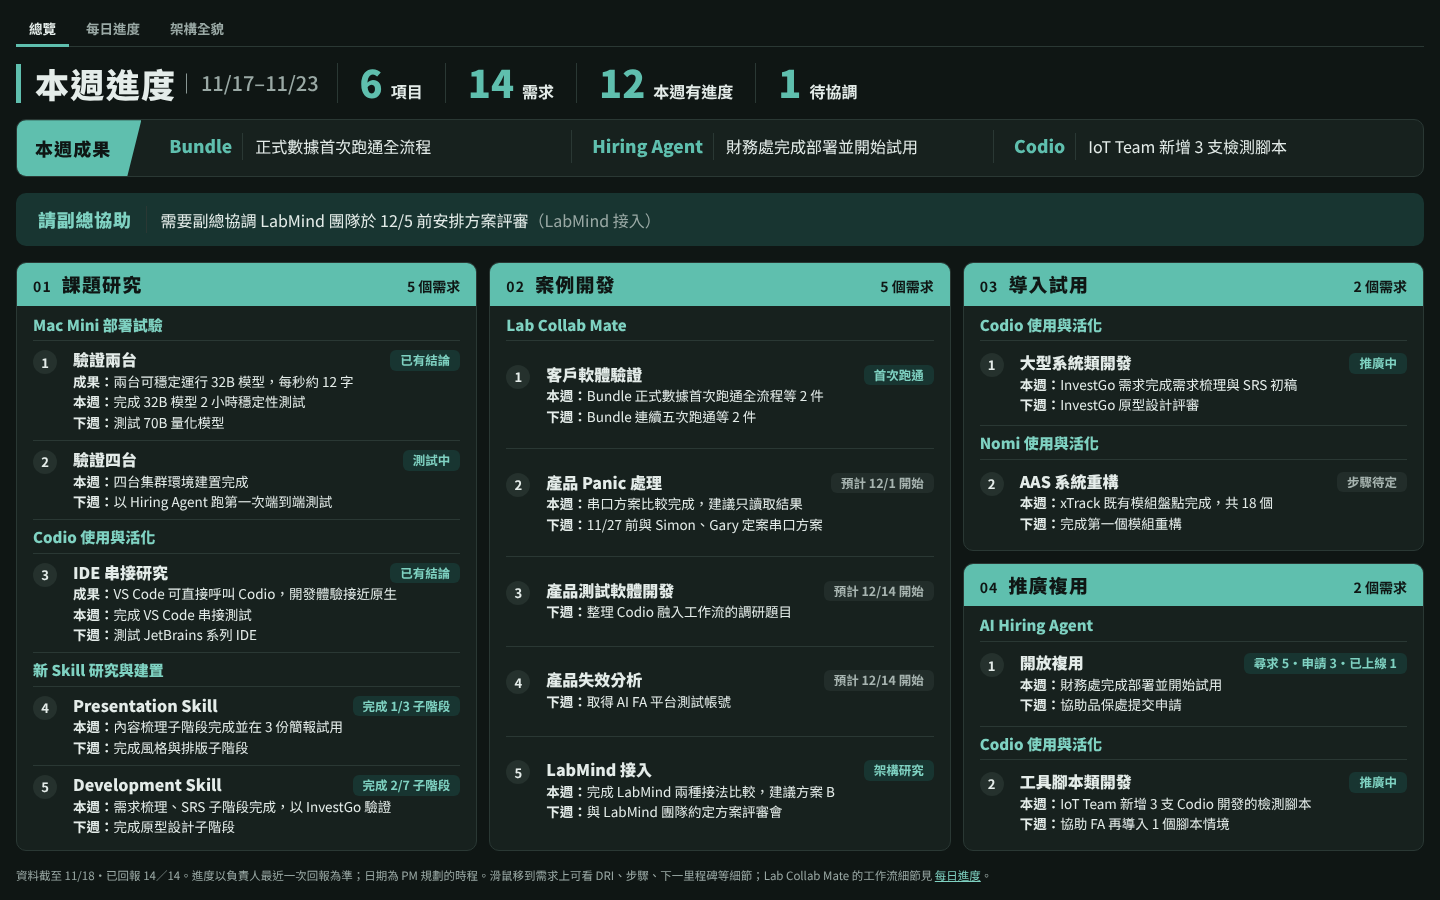 總覽 每日進度 架構全貌
本週進度 11/17–11/23 6 項目 14 需求 12 本週有進度 1 待協調
本週成果 Bundle 正式數據首次跑通全流程 Hiring Agent 財務處完成部署並開始試用 Codio IoT Team 新增 3 支檢測腳本
請副總協助 需要副總協調 LabMind 團隊於 12/5 前安排方案評審（LabMind 接入）
01 課題研究 5 個需求
Mac Mini 部署試驗
1 驗證兩台 已有結論
成果：兩台可穩定運行 32B 模型，每秒約 12 字
本週：完成 32B 模型 2 小時穩定性測試
下週：測試 70B 量化模型
2 驗證四台 測試中
本週：四台集群環境建置完成
下週：以 Hiring Agent 跑第一次端到端測試
Codio 使用與活化
3 IDE 串接研究 已有結論
成果：VS Code 可直接呼叫 Codio，開發體驗接近原生
本週：完成 VS Code 串接測試
下週：測試 JetBrains 系列 IDE
新 Skill 研究與建置
4 Presentation Skill 完成 1/3 子階段
本週：內容梳理子階段完成並在 3 份簡報試用
下週：完成風格與排版子階段
5 Development Skill 完成 2/7 子階段
本週：需求梳理、SRS 子階段完成，以 InvestGo 驗證
下週：完成原型設計子階段
02 案例開發 5 個需求
Lab Collab Mate
1 客戶軟體驗證 首次跑通
本週：Bundle 正式數據首次跑通全流程等 2 件
下週：Bundle 連續五次跑通等 2 件
2 產品 Panic 處理 預計 12/1 開始
本週：串口方案比較完成，建議只讀取結果
下週：11/27 前與 Simon、Gary 定案串口方案
3 產品測試軟體開發 預計 12/14 開始
下週：整理 Codio 融入工作流的調研題目
4 產品失效分析 預計 12/14 開始
下週：取得 AI FA 平台測試帳號
5 LabMind 接入 架構研究
本週：完成 LabMind 兩種接法比較，建議方案 B
下週：與 LabMind 團隊約定方案評審會
03 導入試用 2 個需求
Codio 使用與活化
1 大型系統類開發 推廣中
本週：InvestGo 需求完成需求梳理與 SRS 初稿
下週：InvestGo 原型設計評審
Nomi 使用與活化
2 AAS 系統重構 步驟待定
本週：xTrack 既有模組盤點完成，共 18 個
下週：完成第一個模組重構
04 推廣複用 2 個需求
AI Hiring Agent
1 開放複用 尋求 5・申請 3・已上線 1
本週：財務處完成部署並開始試用
下週：協助品保處提交申請
Codio 使用與活化
2 工具腳本類開發 推廣中
本週：IoT Team 新增 3 支 Codio 開發的檢測腳本
下週：協助 FA 再導入 1 個腳本情境
資料截至 11/18・已回報 14／14。進度以負責人最近一次回報為準；日期為 PM 規劃的時程。滑鼠移到需求上可看 DRI、步驟、下一里程碑等細節；Lab Collab Mate 的工作流細節見 每日進度。